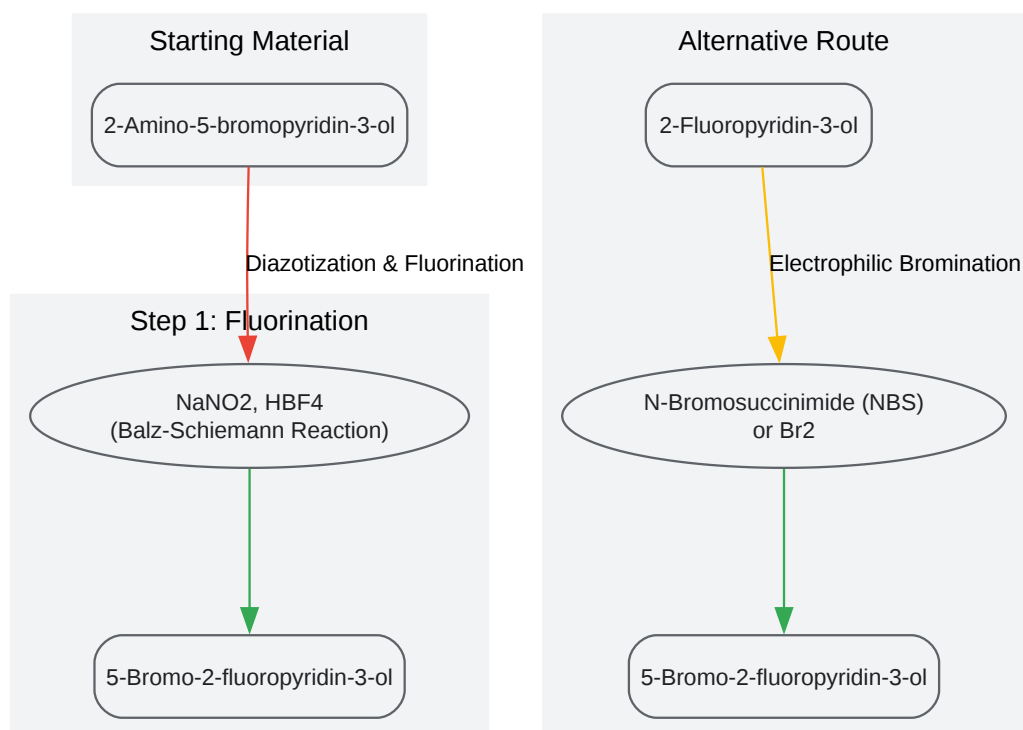 Starting Material
2-Amino-5-bromopyridin-3-ol
Diazotization & Fluorination
Step 1: Fluorination
NaNO2, HBF4
(Balz-Schiemann Reaction)
5-Bromo-2-fluoropyridin-3-ol
Alternative Route
2-Fluoropyridin-3-ol
Electrophilic Bromination
N-Bromosuccinimide (NBS)
or Br2
5-Bromo-2-fluoropyridin-3-ol